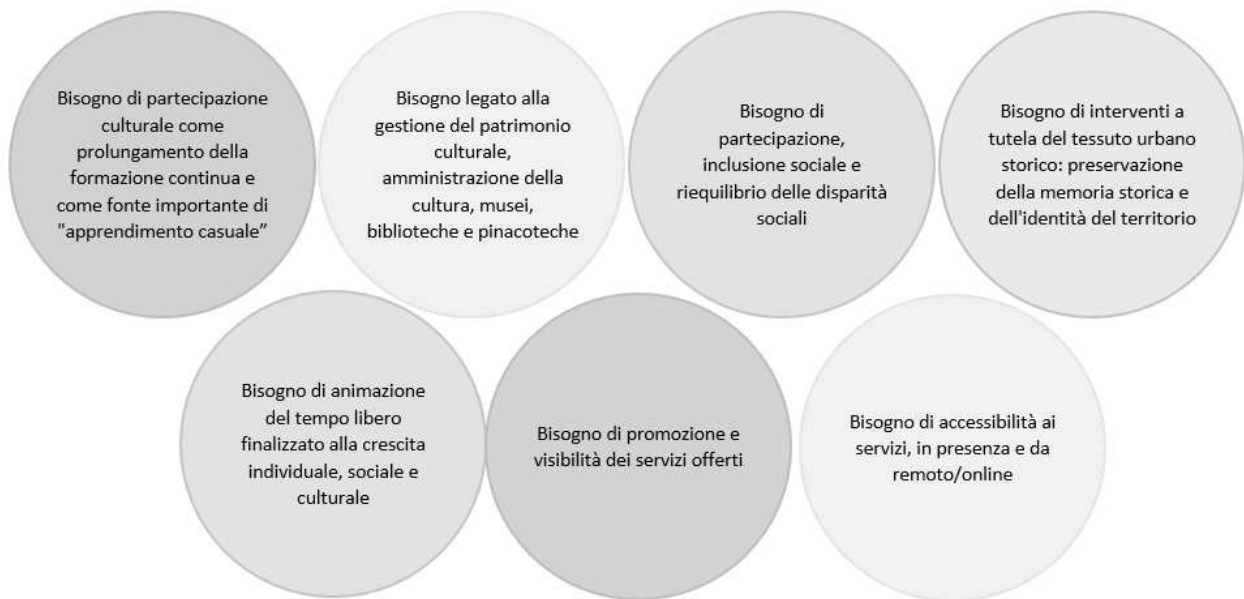 Bisogno di partecipazione
culturale come
prolungamento della
formazione continua e
come fonte importante di
"apprendimento casuale”
Bisogno legato alla
gestione del patrimonio
culturale,
amministrazione della
cultura, musei,
biblioteche e pinacoteche
Bisogno di
partecipazione,
inclusione sociale e
riequilibrio delle disparità
sociali
Bisogno di interventi a
tutela del tessuto urbano
storico: preservazione
della memoria storica e
dell'identità del territorio
Bisogno di animazione
del tempo libero
finalizzato alla crescita
individuale, sociale e
culturale
Bisogno di promozione e
visibilità dei servizi offerti
Bisogno di accessibilità ai
servizi, in presenza e da
remoto/online